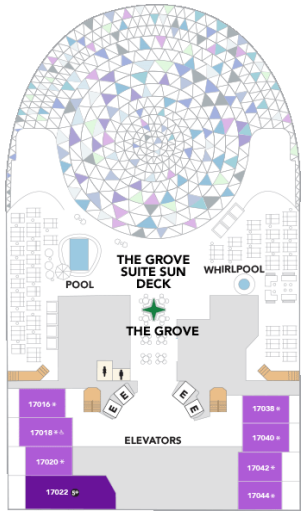 THE GROVE
SUITE SUN
DECK
WHIRLPOOL
POOL
THE GROVE
E E
E E
17016 *
17038 *
17018 *
ELEVATORS
17040 *
17020 *
17042 *
17022
17044 *